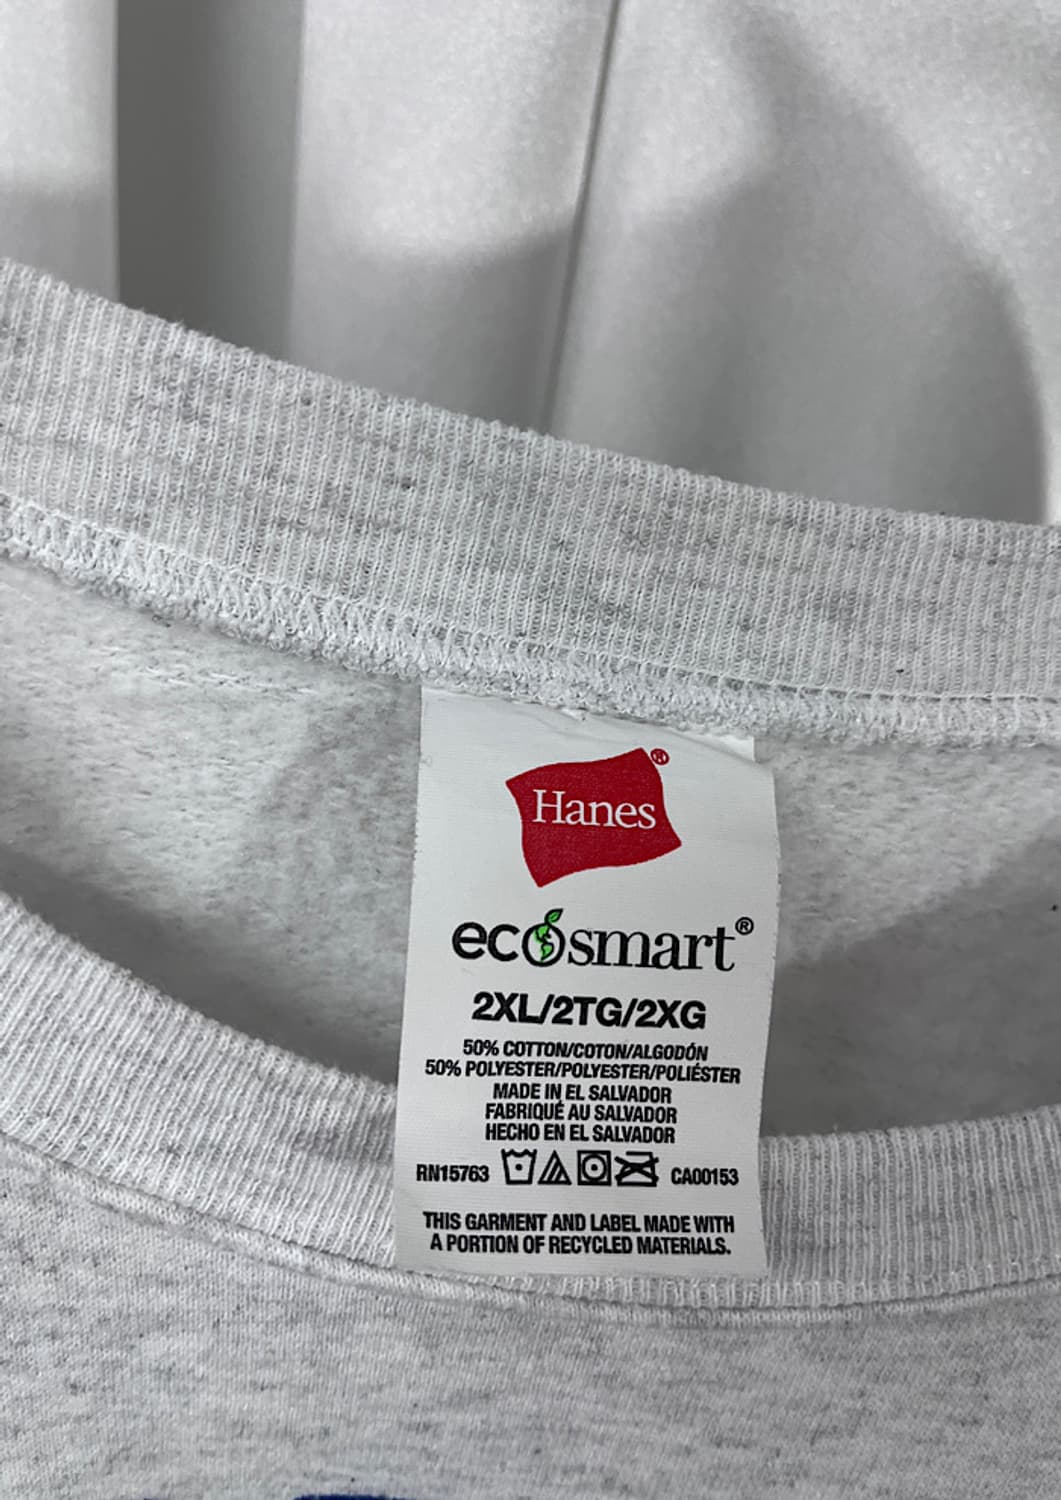 Hanes®
ecosmart®
2XL/2TG/2XG
50% COTTON/COTON/ALGODÓN
50% POLYESTER/POLYESTER/POLIÉSTER
MADE IN EL SALVADOR
FABRIQUÉ AU SALVADOR
HECHO EN EL SALVADOR
RN15763 CA00153
THIS GARMENT AND LABEL MADE WITH
A PORTION OF RECYCLED MATERIALS.